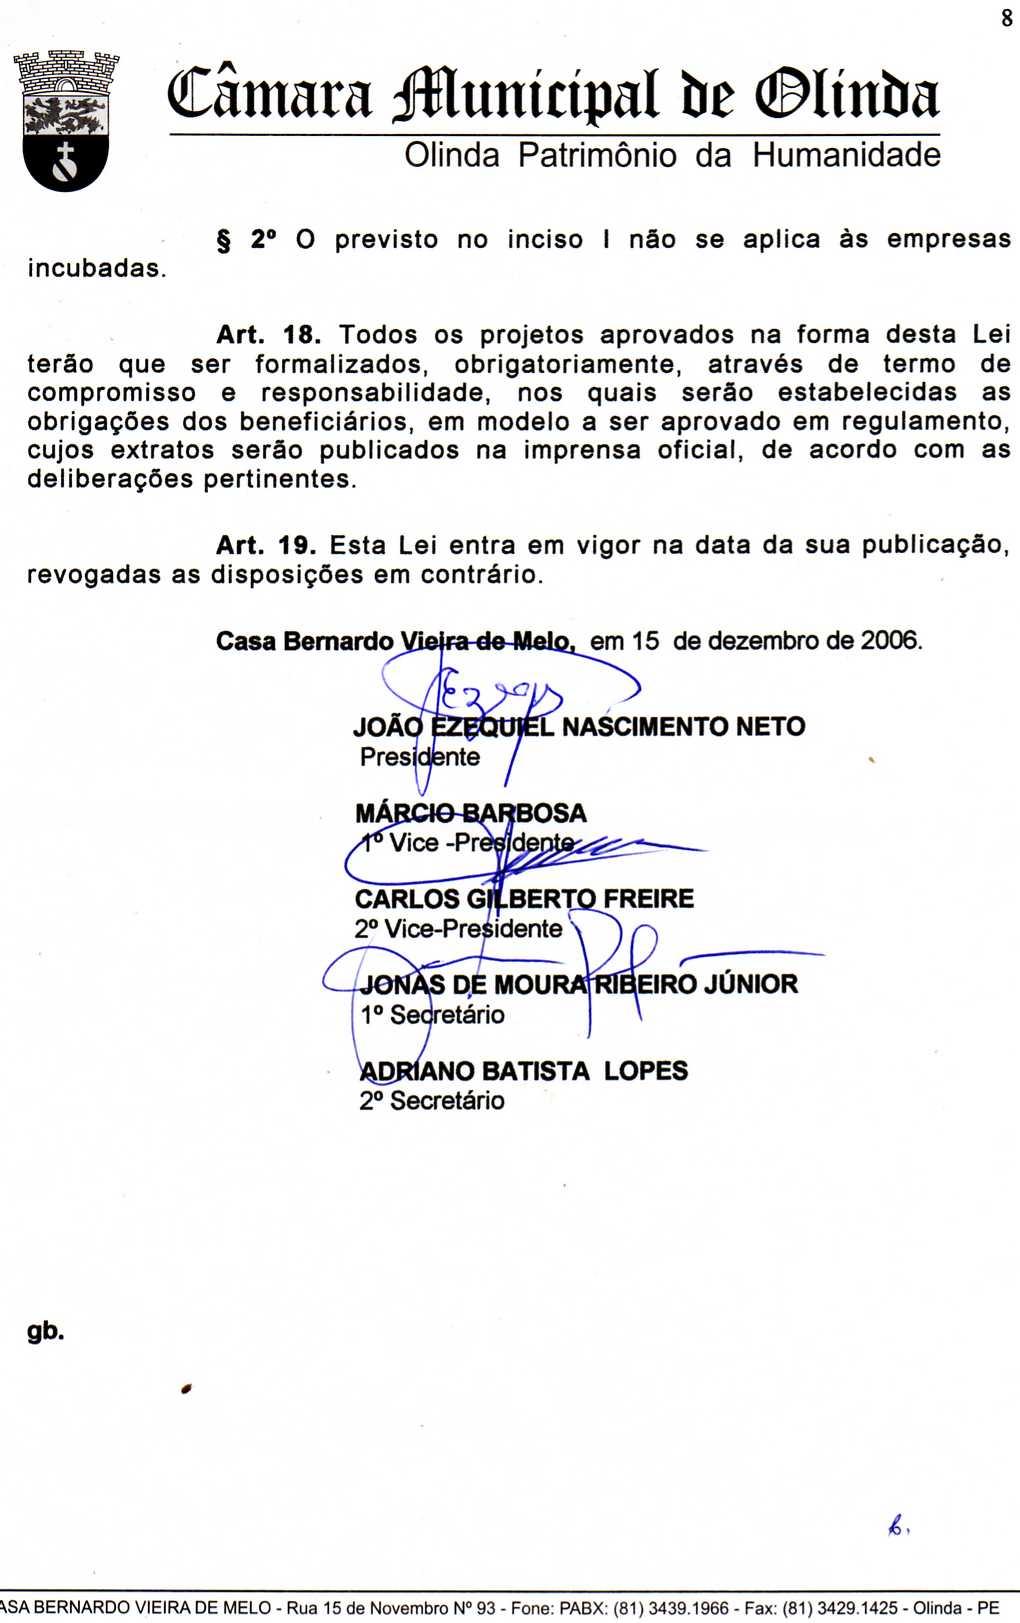 8
Câmara Municipal de Olinda
Olinda Patrimônio da Humanidade
§ 2º O previsto no inciso I não se aplica às empresas
incubadas.
Art. 18. Todos os projetos aprovados na forma desta Lei
terão que ser formalizados, obrigatoriamente, através de termo de
compromisso e responsabilidade, nos quais serão estabelecidas as
obrigações dos beneficiários, em modelo a ser aprovado em regulamento,
cujos extratos serão publicados na imprensa oficial, de acordo com as
deliberações pertinentes.
Art. 19. Esta Lei entra em vigor na data da sua publicação,
revogadas as disposições em contrário.
Casa Bernardo Vieira de Melo, em 15 de dezembro de 2006.
JOÃO EZEQUIEL NASCIMENTO NETO
Presidente
MÁRCIO BARBOSA
1º Vice -Presidente
CARLOS GILBERTO FREIRE
2º Vice-Presidente
JONAS DE MOURA RIBEIRO JÚNIOR
1º Secretário
ADRIANO BATISTA LOPES
2º Secretário
gb.
ASA BERNARDO VIEIRA DE MELO - Rua 15 de Novembro Nº 93 - Fone: PABX: (81) 3439.1966 - Fax: (81) 3429.1425 - Olinda - PE